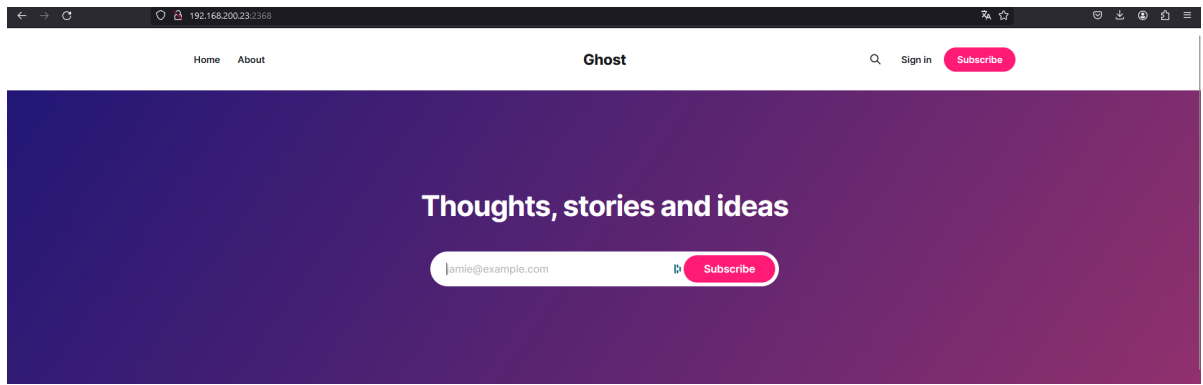 192.168.200.23:2368
Home About Ghost Sign in Subscribe
Thoughts, stories and ideas
jamie@example.com Subscribe